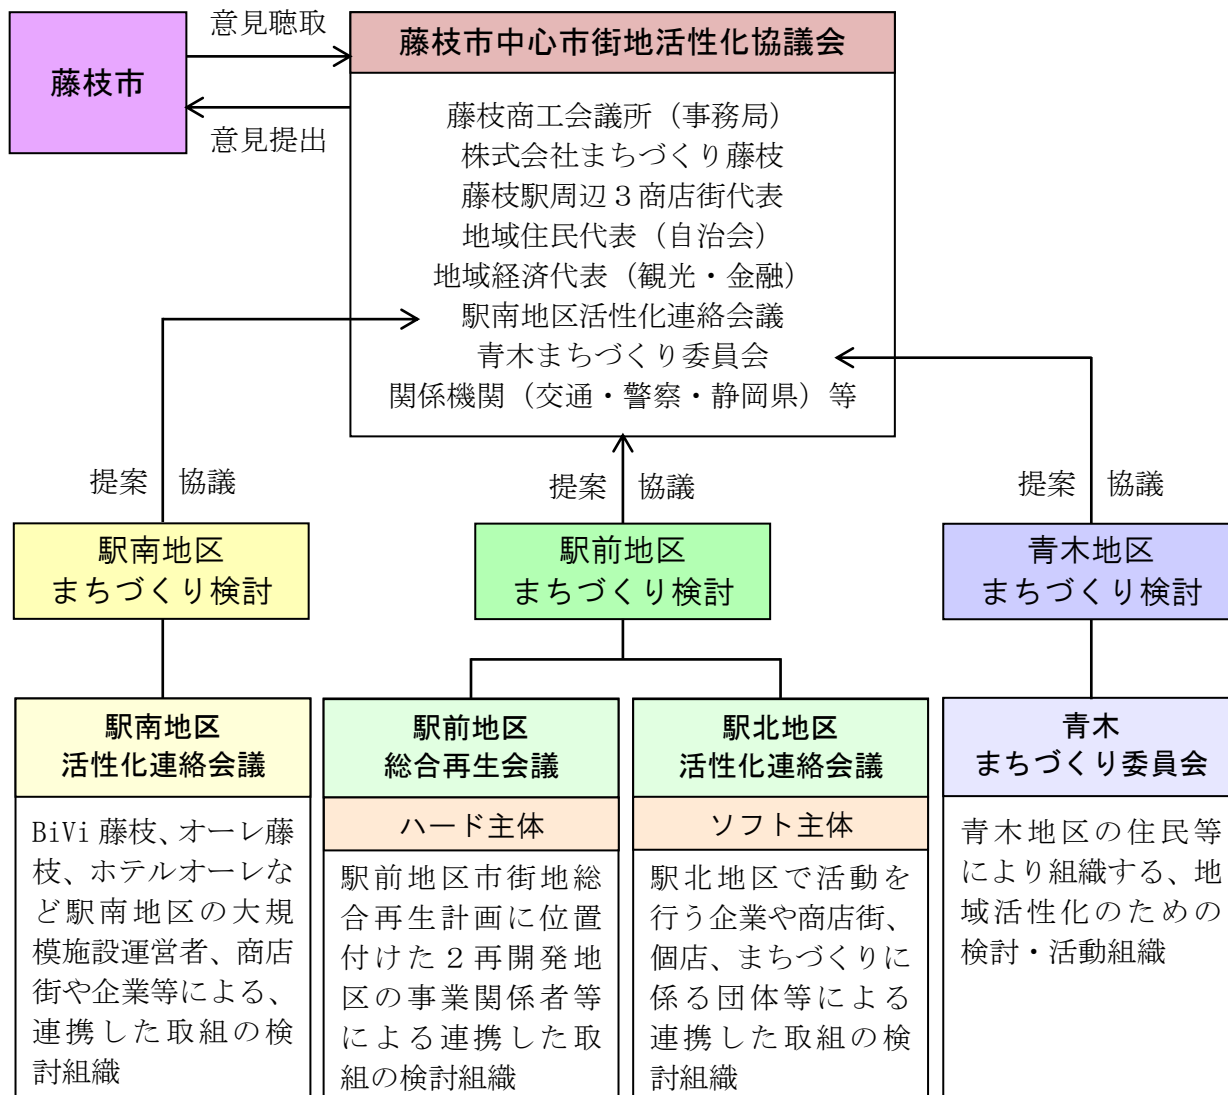 意見聴取
藤枝市
意見提出
藤枝市中心市街地活性化協議会
藤枝商工会議所(事務局)
株式会社まちづくり藤枝
藤枝駅周辺3商店街代表
地域住民代表(自治会)
地域経済代表(観光・金融)
駅南地区活性化連絡会議
青木まちづくり委員会
関係機関(交通・警察・静岡県)等
提案 協議
提案 協議
提案 協議
駅南地区
まちづくり検討
駅前地区
まちづくり検討
青木地区
まちづくり検討
駅南地区
活性化連絡会議
BiVi 藤枝、オーレ藤
枝、ホテルオーレな
ど駅南地区の大規
模施設運営者、商店
街や企業等による、
連携した取組の検
討組織
駅前地区
総合再生会議
ハード主体
駅前地区市街地総
合再生計画に位置
付けた2再開発地
区の事業関係者等
による連携した取
組の検討組織
駅北地区
活性化連絡会議
ソフト主体
駅北地区で活動を
行う企業や商店街、
個店、まちづくりに
係る団体等による
連携した取組の検
討組織
青木
まちづくり委員会
青木地区の住民等
により組織する、地
域活性化のための
検討・活動組織